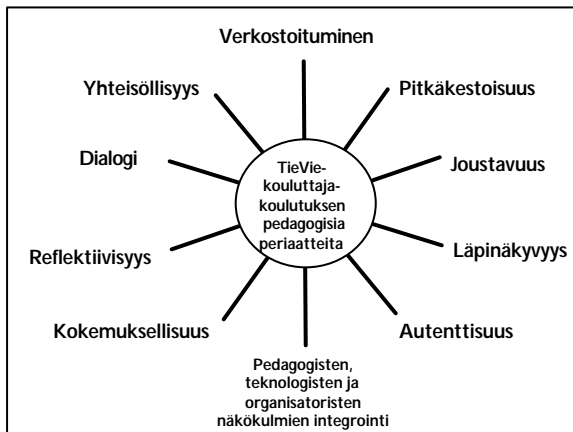 Verkostoituminen
Yhteisöllisyys
Pitkäkestoisuus
Dialogi
Joustavuus
TieVie-
kouluttaja-
koulutuksen
pedagogisia
periaatteita
Reflektiivisyys
Läpinäkyvyys
Kokemuksellisuus
Autenttisuus
Pedagogisten,
teknologisten ja
organisatoristen
näkökulmien integrointi